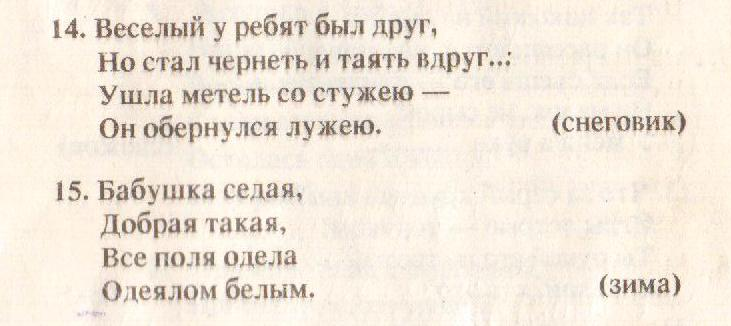 14. Веселый у ребят был друг,
Но стал чернеть и таять вдруг...
Ушла метель со стужею —
Он обернулся лужею. (снеговик)
15. Бабушка седая,
Добрая такая,
Все поля одела
Одеялом белым. (зима)